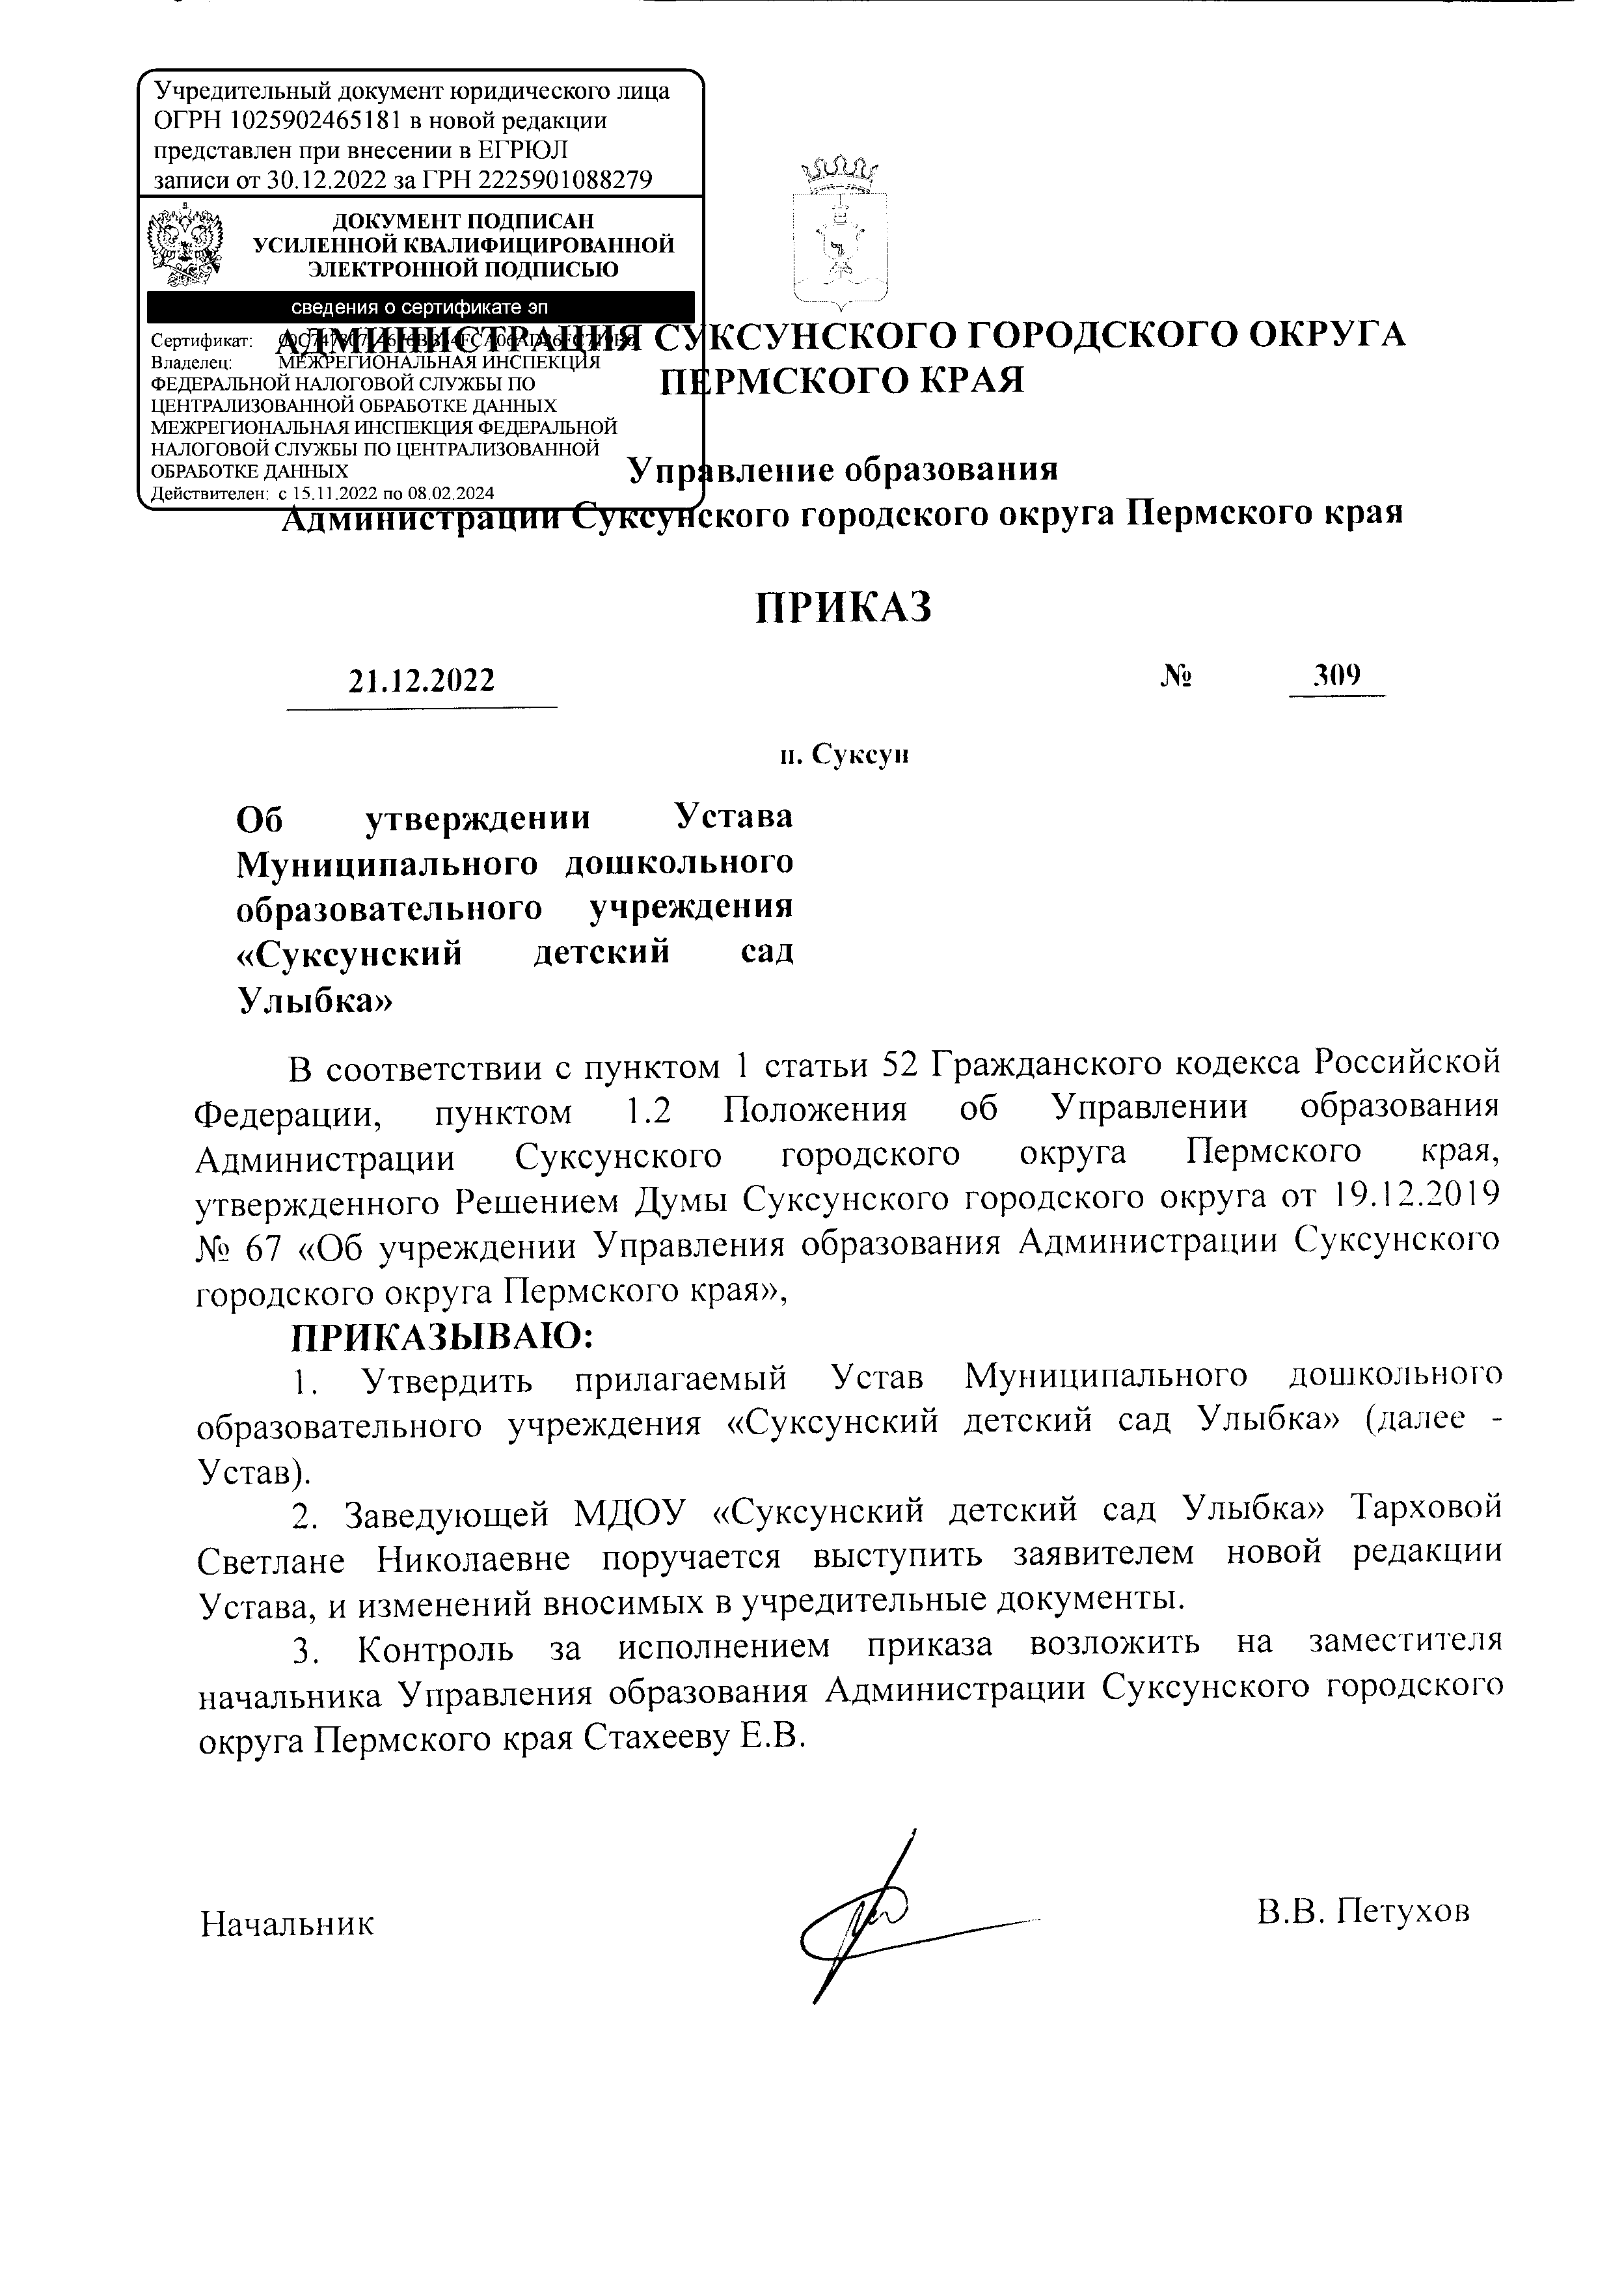 Учредительный документ юридического лица
ОГРН 1025902465181 в новой редакции
представлен при внесении в ЕГРЮЛ
записи от 30.12.2022 за ГРН 2225901088279
ДОКУМЕНТ ПОДПИСАН
УСИЛЕННОЙ КВАЛИФИЦИРОВАННОЙ
ЭЛЕКТРОННОЙ ПОДПИСЬЮ
сведения о сертификате эп
Сертификат:
Владелец: МЕЖРЕГИОНАЛЬНАЯ ИНСПЕКЦИЯ
ФЕДЕРАЛЬНОЙ НАЛОГОВОЙ СЛУЖБЫ ПО
ЦЕНТРАЛИЗОВАННОЙ ОБРАБОТКЕ ДАННЫХ
МЕЖРЕГИОНАЛЬНАЯ ИНСПЕКЦИЯ ФЕДЕРАЛЬНОЙ
НАЛОГОВОЙ СЛУЖБЫ ПО ЦЕНТРАЛИЗОВАННОЙ
ОБРАБОТКЕ ДАННЫХ
Действителен: с 15.11.2022 по 08.02.2024
АДМИНИСТРАЦИЯ СУКСУНСКОГО ГОРОДСКОГО ОКРУГА
ПЕРМСКОГО КРАЯ
Управление образования
Администрации Суксунского городского округа Пермского края
ПРИКАЗ
21.12.2022 № 309
п. Суксун
Об утверждении Устава
Муниципального дошкольного
образовательного учреждения
«Суксунский детский сад
Улыбка»
В соответствии с пунктом 1 статьи 52 Гражданского кодекса Российской
Федерации, пунктом 1.2 Положения об Управлении образования
Администрации Суксунского городского округа Пермского края,
утвержденного Решением Думы Суксунского городского округа от 19.12.2019
№ 67 «Об учреждении Управления образования Администрации Суксунского
городского округа Пермского края»,
ПРИКАЗЫВАЮ:
1. Утвердить прилагаемый Устав Муниципального дошкольного
образовательного учреждения «Суксунский детский сад Улыбка» (далее -
Устав).
2. Заведующей МДОУ «Суксунский детский сад Улыбка» Тарховой
Светлане Николаевне поручается выступить заявителем новой редакции
Устава, и изменений вносимых в учредительные документы.
3. Контроль за исполнением приказа возложить на заместителя
начальника Управления образования Администрации Суксунского городского
округа Пермского края Стахееву Е.В.
Начальник В.В. Петухов